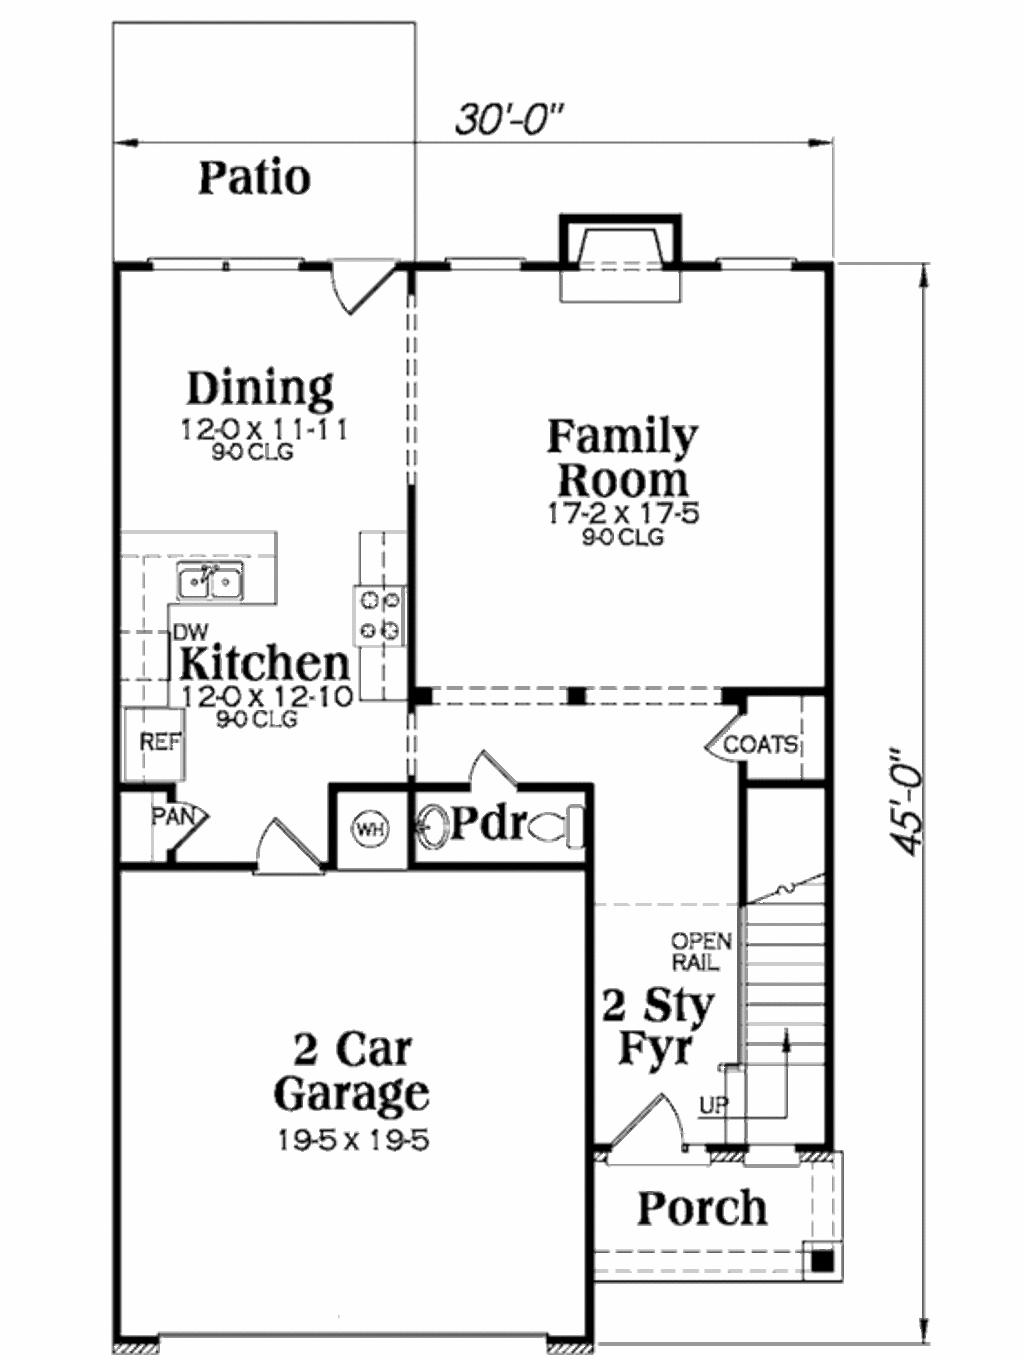 30'-0"
Patio
Dining
12-0 x 11-11
9-0 CLG
Family
Room
17-2 x 17-5
9-0 CLG
DW
Kitchen
12-0 x 12-10
9-0 CLG
REF
COATS
45'-0"
PAN
WH
Pdr
OPEN
RAIL
2 Sty
Fyr
2 Car
Garage
19-5 x 19-5
UP
Porch